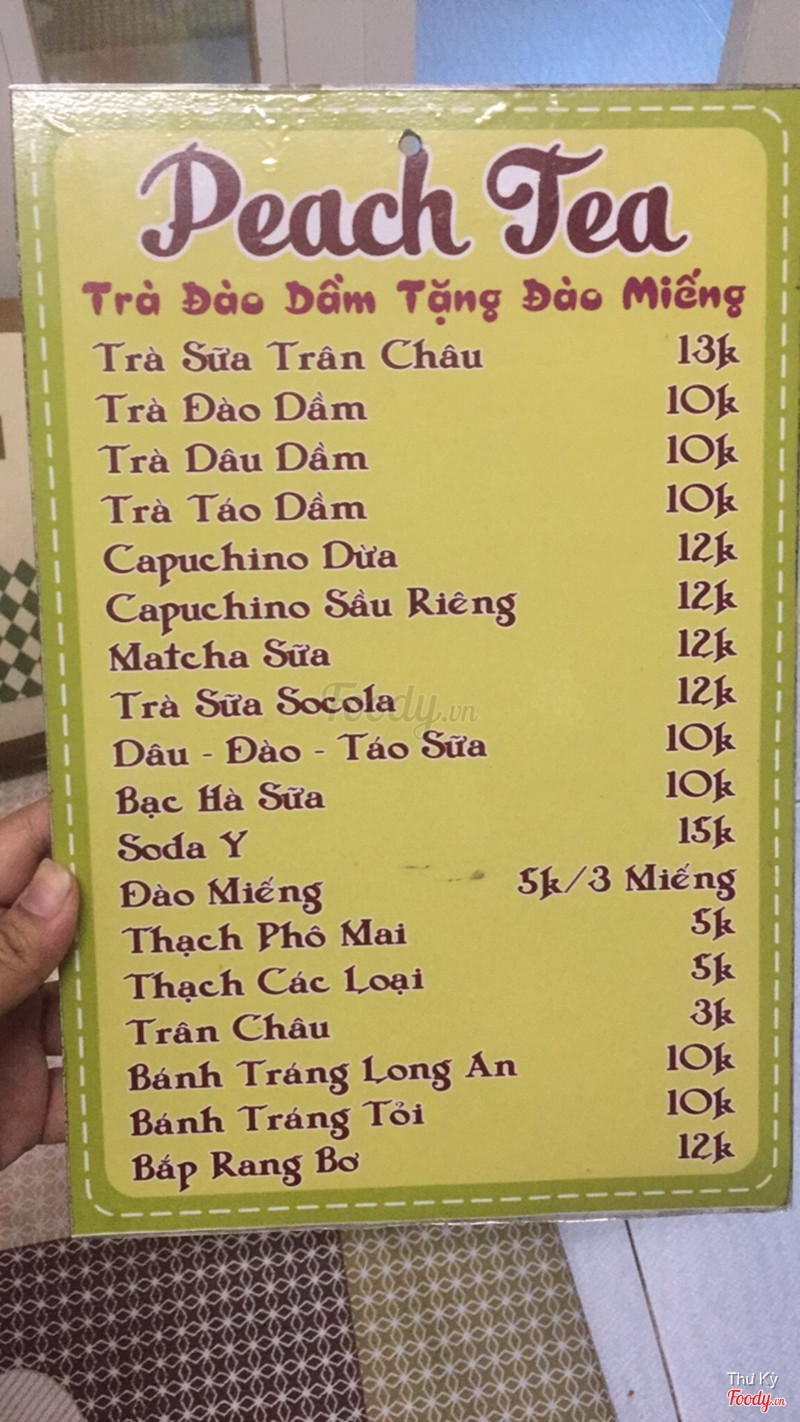 Peach Tea
Trà Đào Dầm Tặng Đào Miếng
Trà Sữa Trân Châu 13k
Trà Đào Dầm 10k
Trà Dâu Dầm 10k
Trà Táo Dầm 10k
Capuchino Dừa 12k
Capuchino Sầu Riêng 12k
Matcha Sữa 12k
Trà Sữa Socola 12k
Foody.vn
Dâu - Đào - Táo Sữa 10k
Bạc Hà Sữa 10k
Soda Ý 15k
Đào Miếng 5k/3 Miếng
Thạch Phô Mai 5k
Thạch Các Loại 5k
Trân Châu 3k
Bánh Tráng Long An 10k
Bánh Tráng Tỏi 10k
Bắp Rang Bơ 12k
Thư Kỳ
Foody.vn